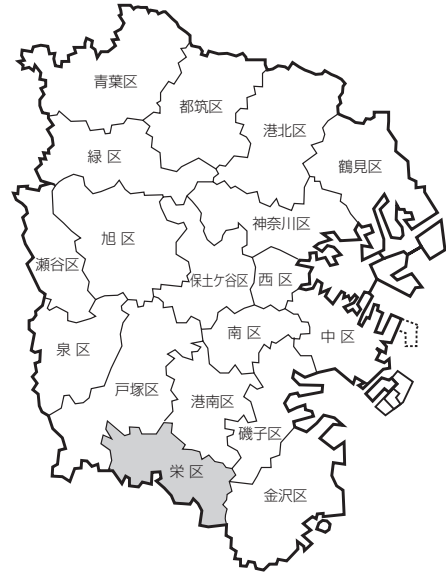 青葉区
都筑区
港北区
緑 区
鶴見区
神奈川区
旭 区
瀬谷区
保土ケ谷区
西 区
南 区
中 区
泉 区
戸塚区
港南区
磯子区
栄 区
金沢区